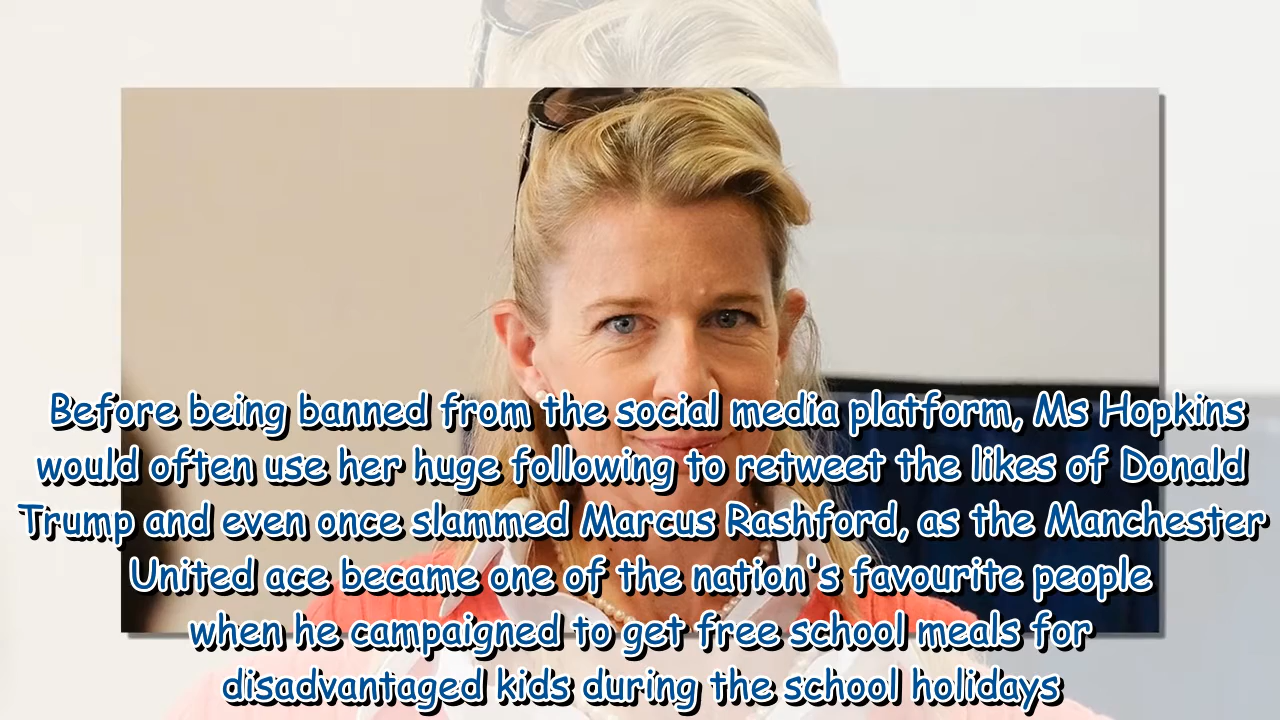 Before being banned from the social media platform, Ms Hopkins
would often use her huge following to retweet the likes of Donald
Trump and even once slammed Marcus Rashford, as the Manchester
United ace became one of the nation's favourite people
when he campaigned to get free school meals for
disadvantaged kids during the school holidays